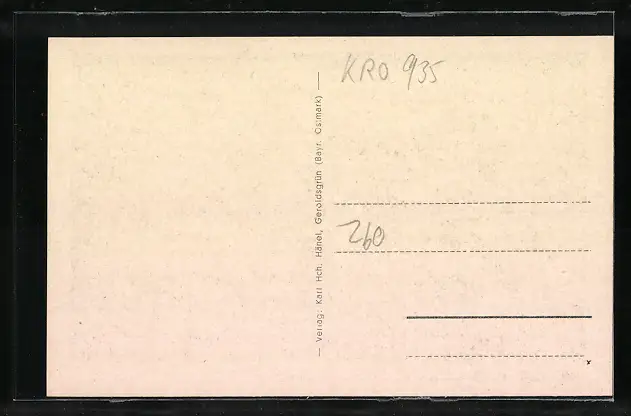 KRO 935
— Verlag: Karl Hch. Hänel, Geroldsgrün (Bayr. Ostmark) —
260